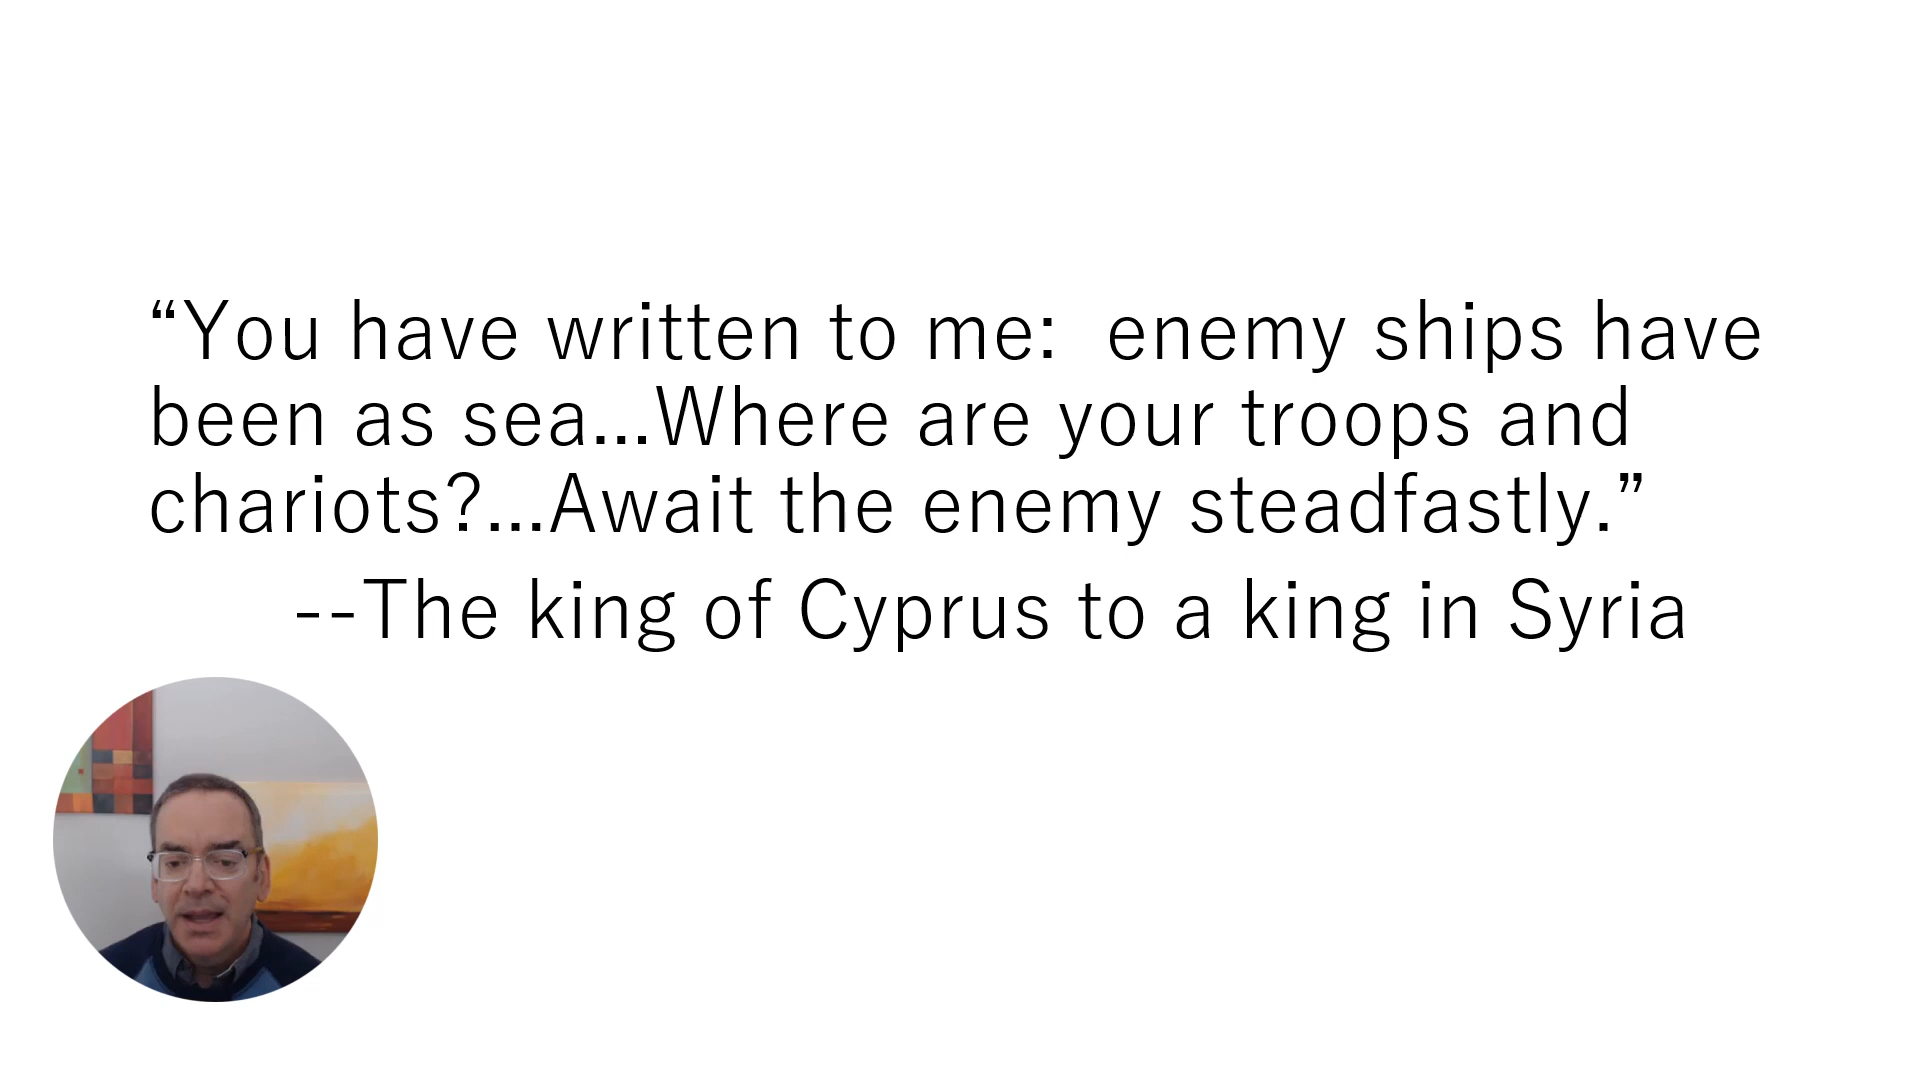 “You have written to me:  enemy ships have
been as sea...Where are your troops and
chariots?...Await the enemy steadfastly.”
--The king of Cyprus to a king in Syria